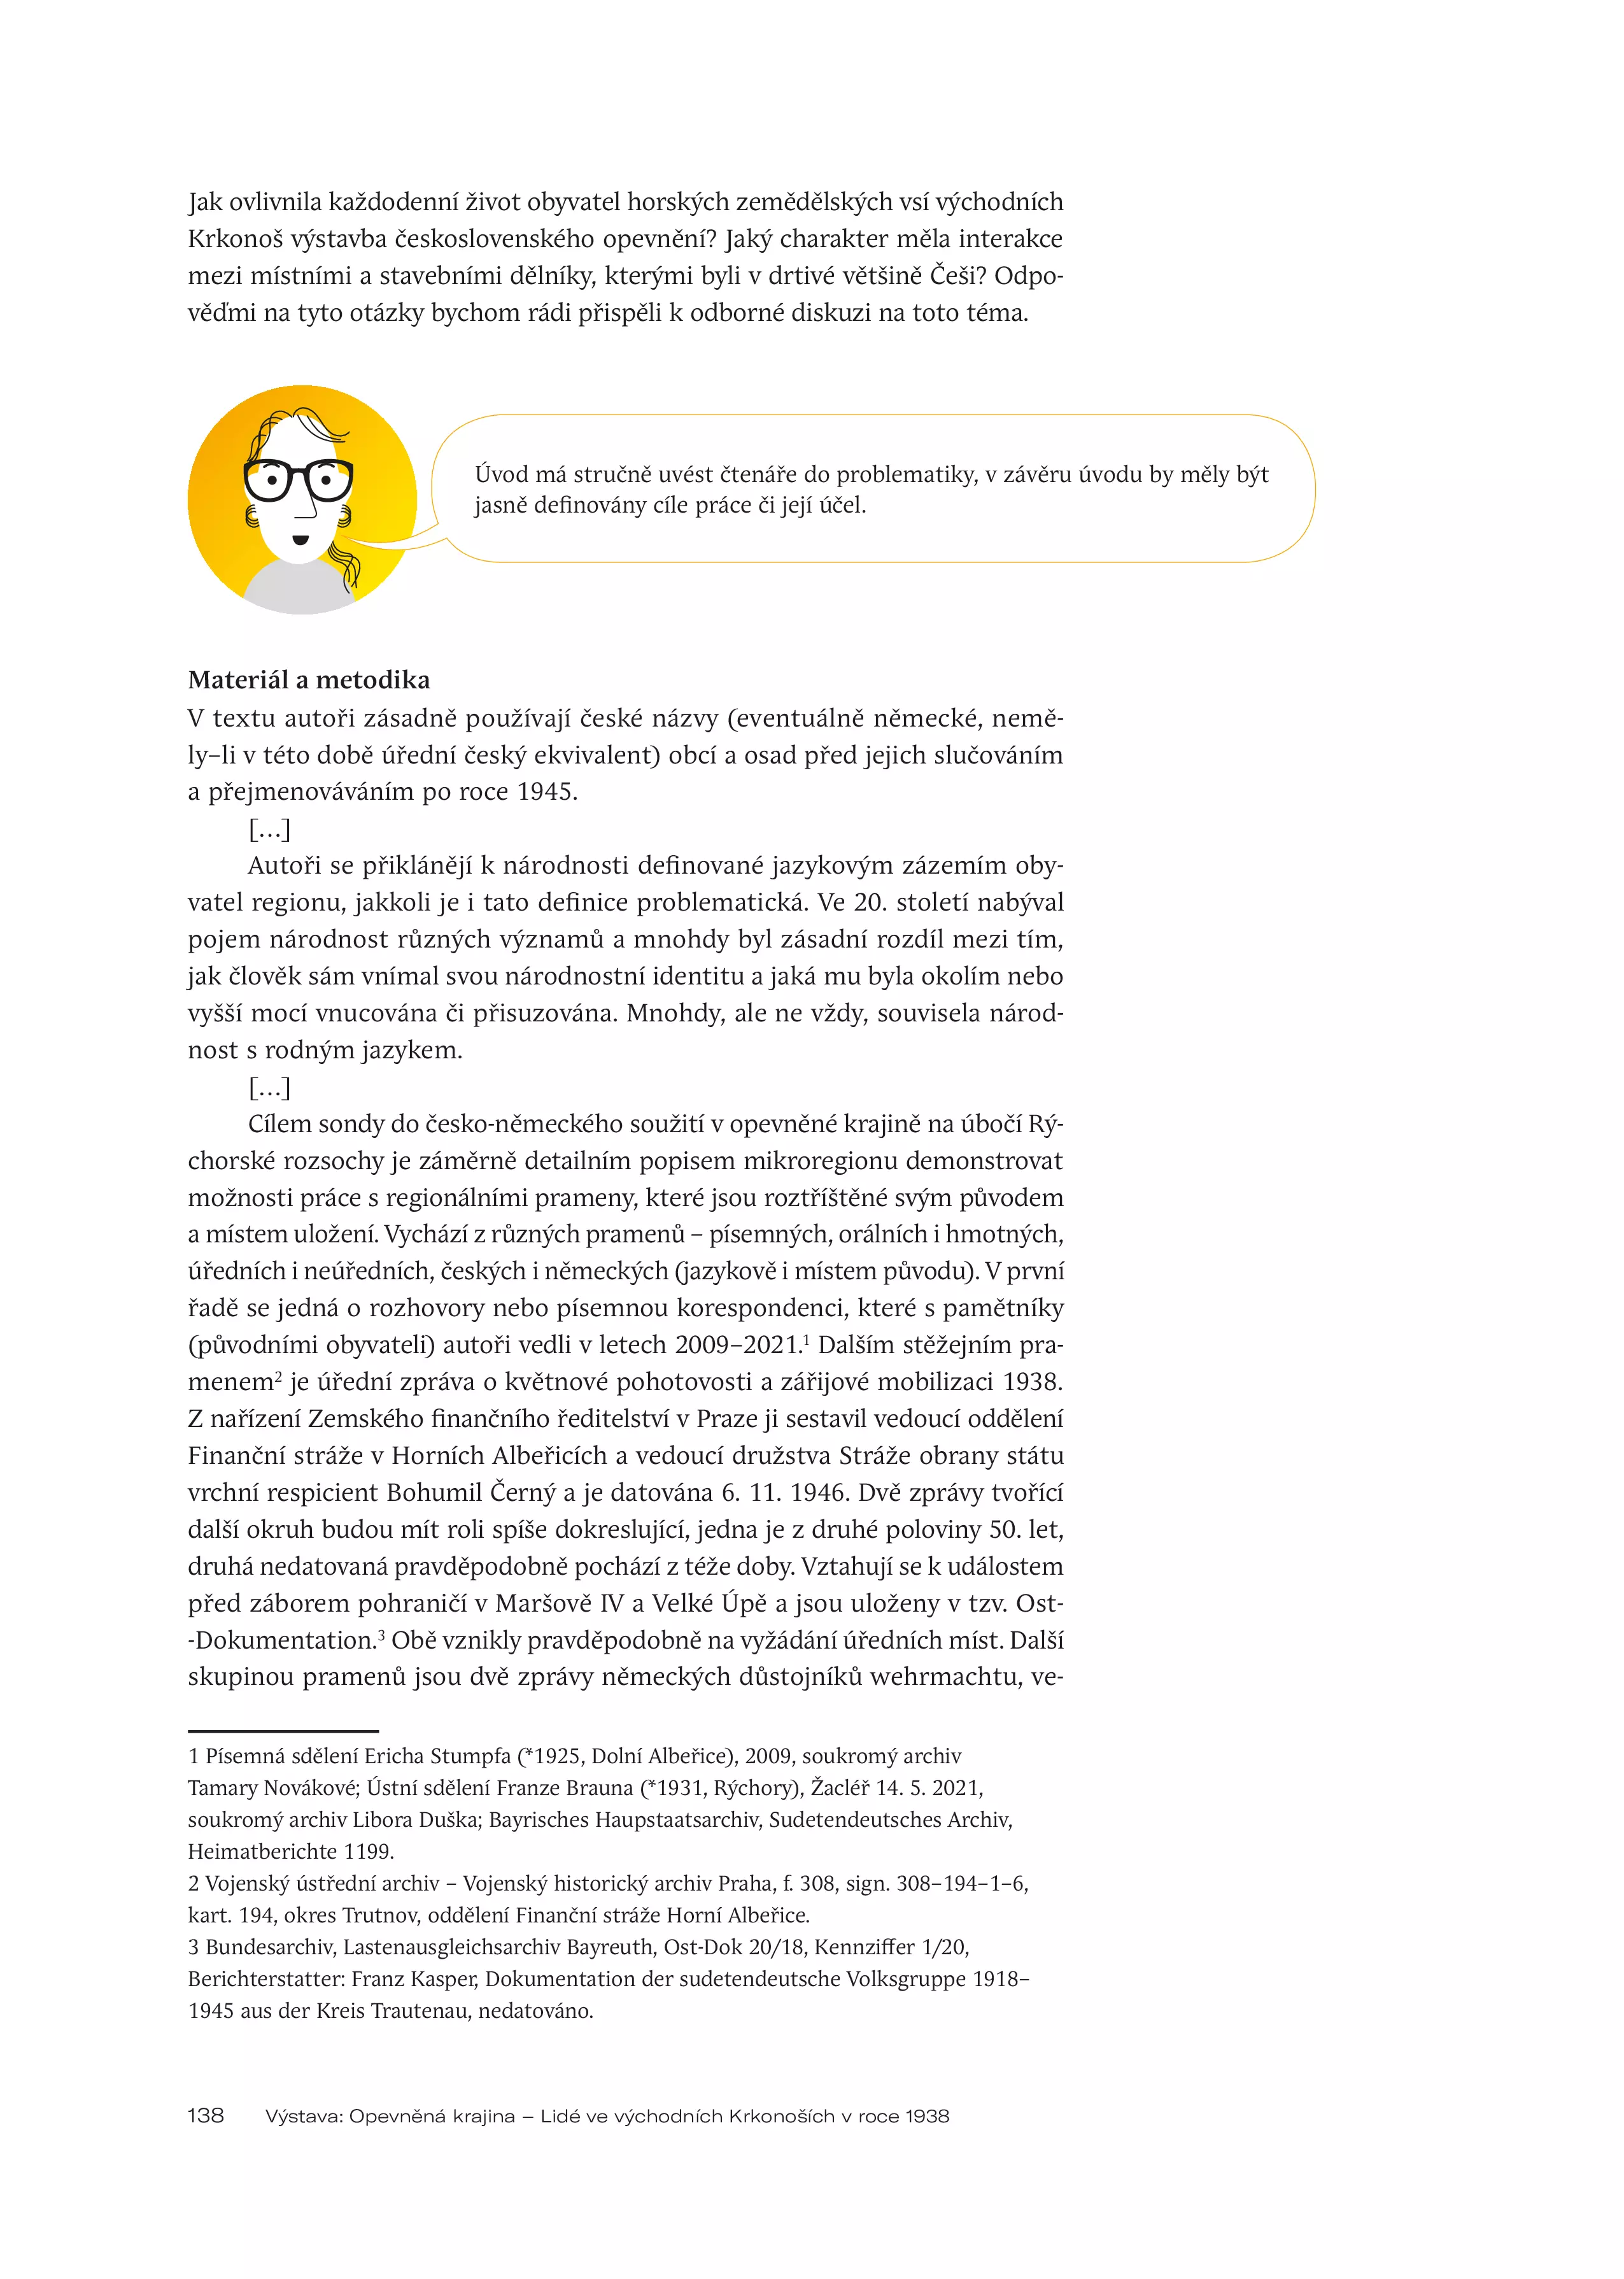 Jak ovlivnila každodenní život obyvatel horských zemědělských vsí východních
Krkonoš výstavba československého opevnění? Jaký charakter měla interakce
mezi místními a stavebními dělníky, kterými byli v drtivé většině Češi? Odpo-
věďmi na tyto otázky bychom rádi přispěli k odborné diskuzi na toto téma.
Úvod má stručně uvést čtenáře do problematiky, v závěru úvodu by měly být
jasně definovány cíle práce či její účel.
Materiál a metodika
V textu autoři zásadně používají české názvy (eventuálně německé, nemě-
ly–li v této době úřední český ekvivalent) obcí a osad před jejich slučováním
a přejmenováváním po roce 1945.
[…]
Autoři se přiklánějí k národnosti definované jazykovým zázemím oby-
vatel regionu, jakkoli je i tato definice problematická. Ve 20. století nabýval
pojem národnost různých významů a mnohdy byl zásadní rozdíl mezi tím,
jak člověk sám vnímal svou národnostní identitu a jaká mu byla okolím nebo
vyšší mocí vnucována či přisuzována. Mnohdy, ale ne vždy, souvisela národ-
nost s rodným jazykem.
[…]
Cílem sondy do česko-německého soužití v opevněné krajině na úbočí Rý-
chorské rozsochy je záměrně detailním popisem mikroregionu demonstrovat
možnosti práce s regionálními prameny, které jsou roztříštěné svým původem
a místem uložení. Vychází z různých pramenů – písemných, orálních i hmotných,
úředních i neúředních, českých i německých (jazykově i místem původu). V první
řadě se jedná o rozhovory nebo písemnou korespondenci, které s pamětníky
(původními obyvateli) autoři vedli v letech 2009–2021.¹ Dalším stěžejním pra-
menem² je úřední zpráva o květnové pohotovosti a zářijové mobilizaci 1938.
Z nařízení Zemského finančního ředitelství v Praze ji sestavil vedoucí oddělení
Finanční stráže v Horních Albeřicích a vedoucí družstva Stráže obrany státu
vrchní respicient Bohumil Černý a je datována 6. 11. 1946. Dvě zprávy tvořící
další okruh budou mít roli spíše dokreslující, jedna je z druhé poloviny 50. let,
druhá nedatovaná pravděpodobně pochází z téže doby. Vztahují se k událostem
před záborem pohraničí v Maršově IV a Velké Úpě a jsou uloženy v tzv. Ost-
-Dokumentation.³ Obě vznikly pravděpodobně na vyžádání úředních míst. Další
skupinou pramenů jsou dvě zprávy německých důstojníků wehrmachtu, ve-
1 Písemná sdělení Ericha Stumpfa (*1925, Dolní Albeřice), 2009, soukromý archiv
Tamary Novákové; Ústní sdělení Franze Brauna (*1931, Rýchory), Žacléř 14. 5. 2021,
soukromý archiv Libora Duška; Bayrisches Haupstaatsarchiv, Sudetendeutsches Archiv,
Heimatberichte 1199.
2 Vojenský ústřední archiv – Vojenský historický archiv Praha, f. 308, sign. 308–194–1–6,
kart. 194, okres Trutnov, oddělení Finanční stráže Horní Albeřice.
3 Bundesarchiv, Lastenausgleichsarchiv Bayreuth, Ost-Dok 20/18, Kennziffer 1/20,
Berichterstatter: Franz Kasper, Dokumentation der sudetendeutsche Volksgruppe 1918–
1945 aus der Kreis Trautenau, nedatováno.
138 Výstava: Opevněná krajina – Lidé ve východních Krkonoších v roce 1938